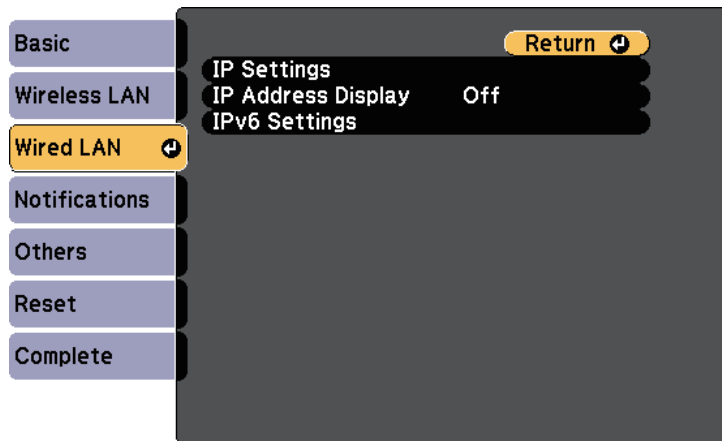 Basic
Wireless LAN
Wired LAN
Notifications
Others
Reset
Complete
Return
IP Settings
IP Address Display Off
IPv6 Settings